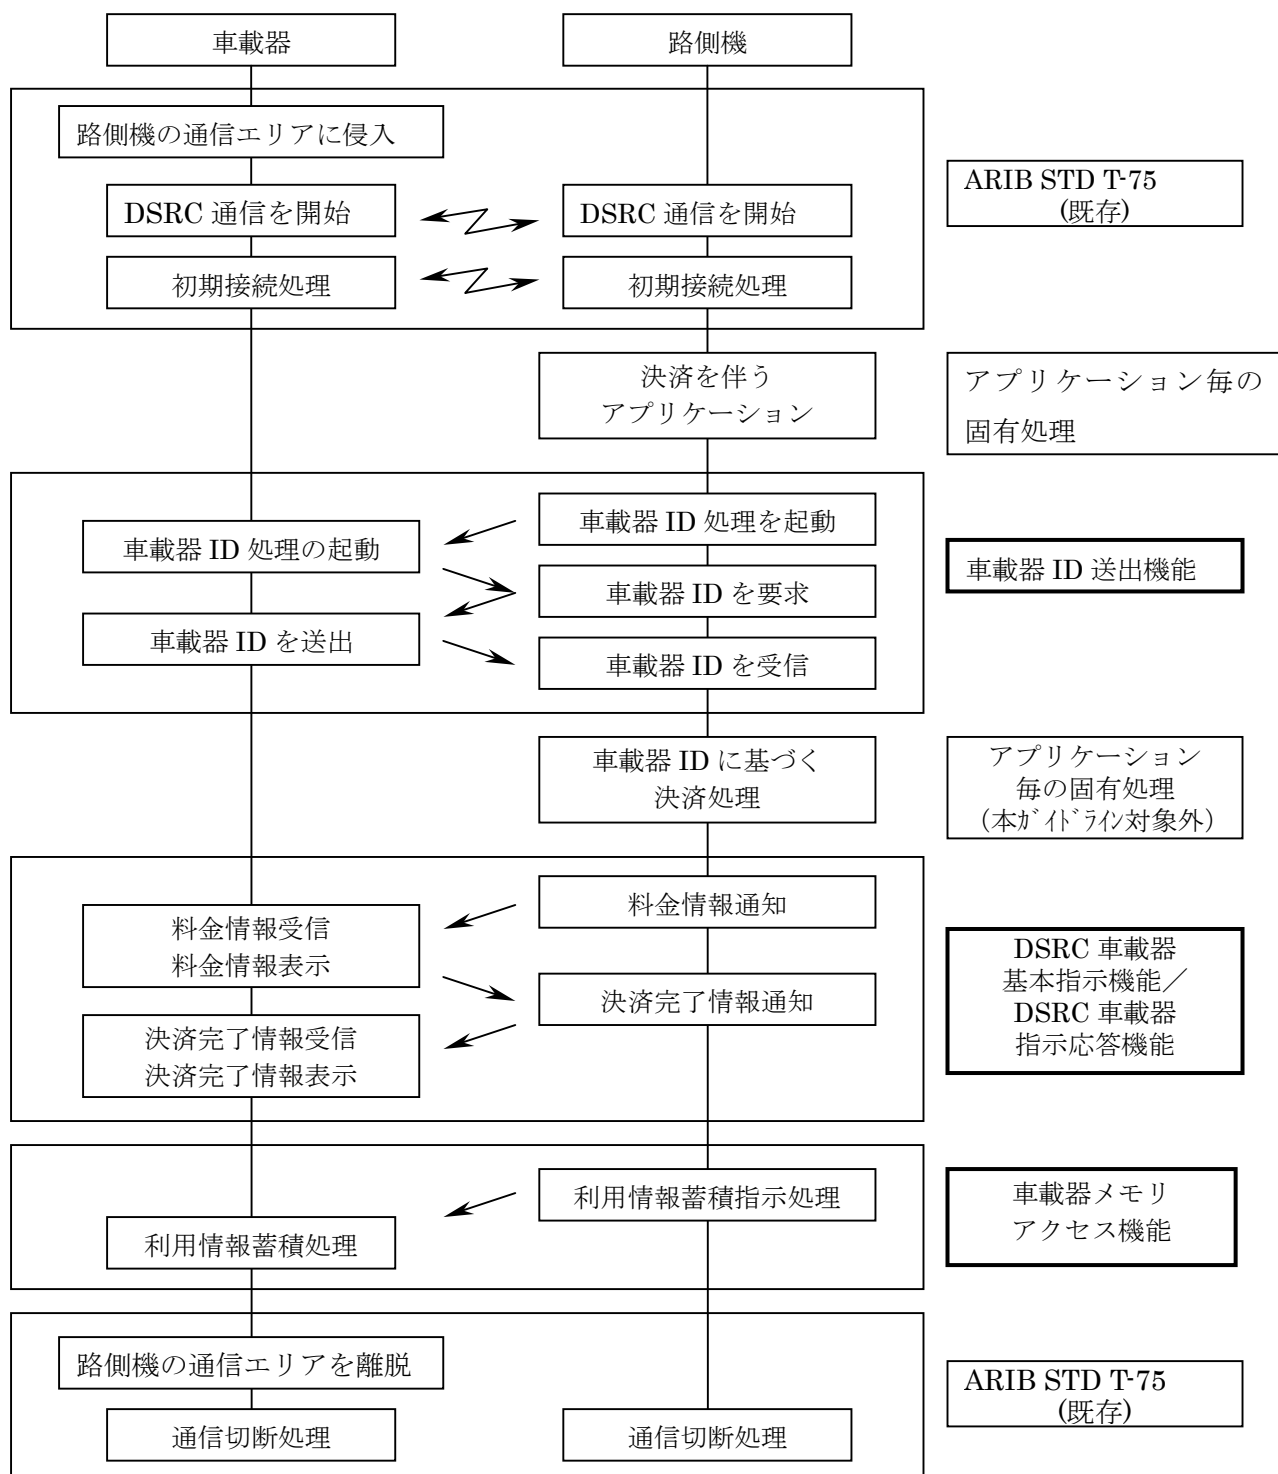 車載器
路側機
路側機の通信エリアに侵入
ARIB STD T-75
(既存)
DSRC 通信を開始
DSRC 通信を開始
初期接続処理
初期接続処理
決済を伴う
アプリケーション
アプリケーション毎の
固有処理
車載器 ID 処理を起動
車載器 ID 処理の起動
車載器 ID 送出機能
車載器 ID を要求
車載器 ID を送出
車載器 ID を受信
車載器 ID に基づく
決済処理
アプリケーション
毎の固有処理
(本ガイドライン対象外)
料金情報通知
料金情報受信
料金情報表示
DSRC 車載器
基本指示機能/
DSRC 車載器
指示応答機能
決済完了情報通知
決済完了情報受信
決済完了情報表示
利用情報蓄積指示処理
車載器メモリ
アクセス機能
利用情報蓄積処理
路側機の通信エリアを離脱
ARIB STD T-75
(既存)
通信切断処理
通信切断処理